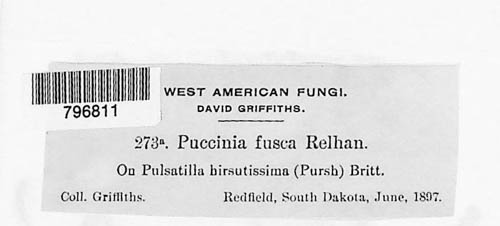 WEST AMERICAN FUNGI.
DAVID GRIFFITHS.
796811
273ª. Puccinia fusca Relhan.
On Pulsatilla hirsutissima (Pursh) Britt.
Coll. Griffiths. Redfield, South Dakota, June, 1897.